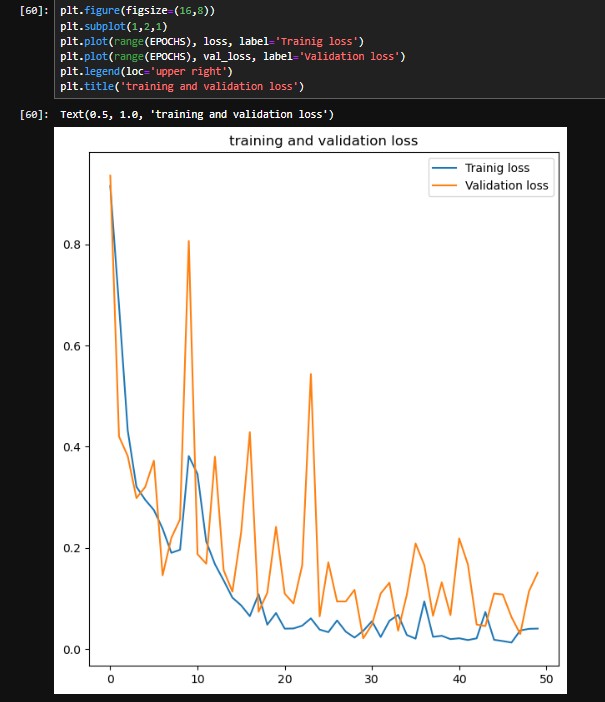 [60]: plt.figure(figsize=(16,8))
plt.subplot(1,2,1)
plt.plot(range(EPOCHS), loss, label='Trainig loss')
plt.plot(range(EPOCHS), val_loss, label='Validation loss')
plt.legend(loc='upper right')
plt.title('training and validation loss')
[60]: Text(0.5, 1.0, 'training and validation loss')
training and validation loss
Trainig loss
Validation loss
0.8
0.6
0.4
0.2
0.0
0 10 20 30 40 50